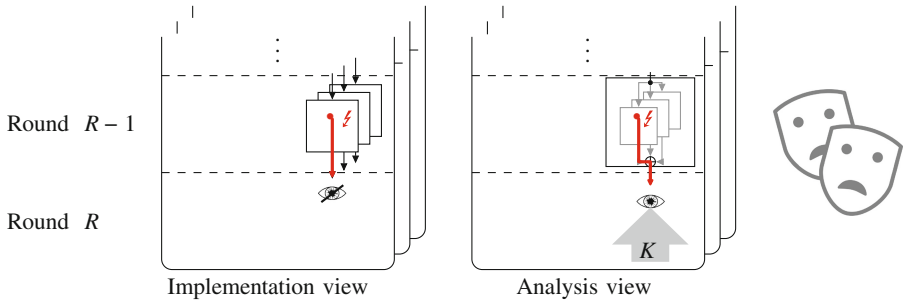 Round R − 1
Round R
K
Implementation view
Analysis view